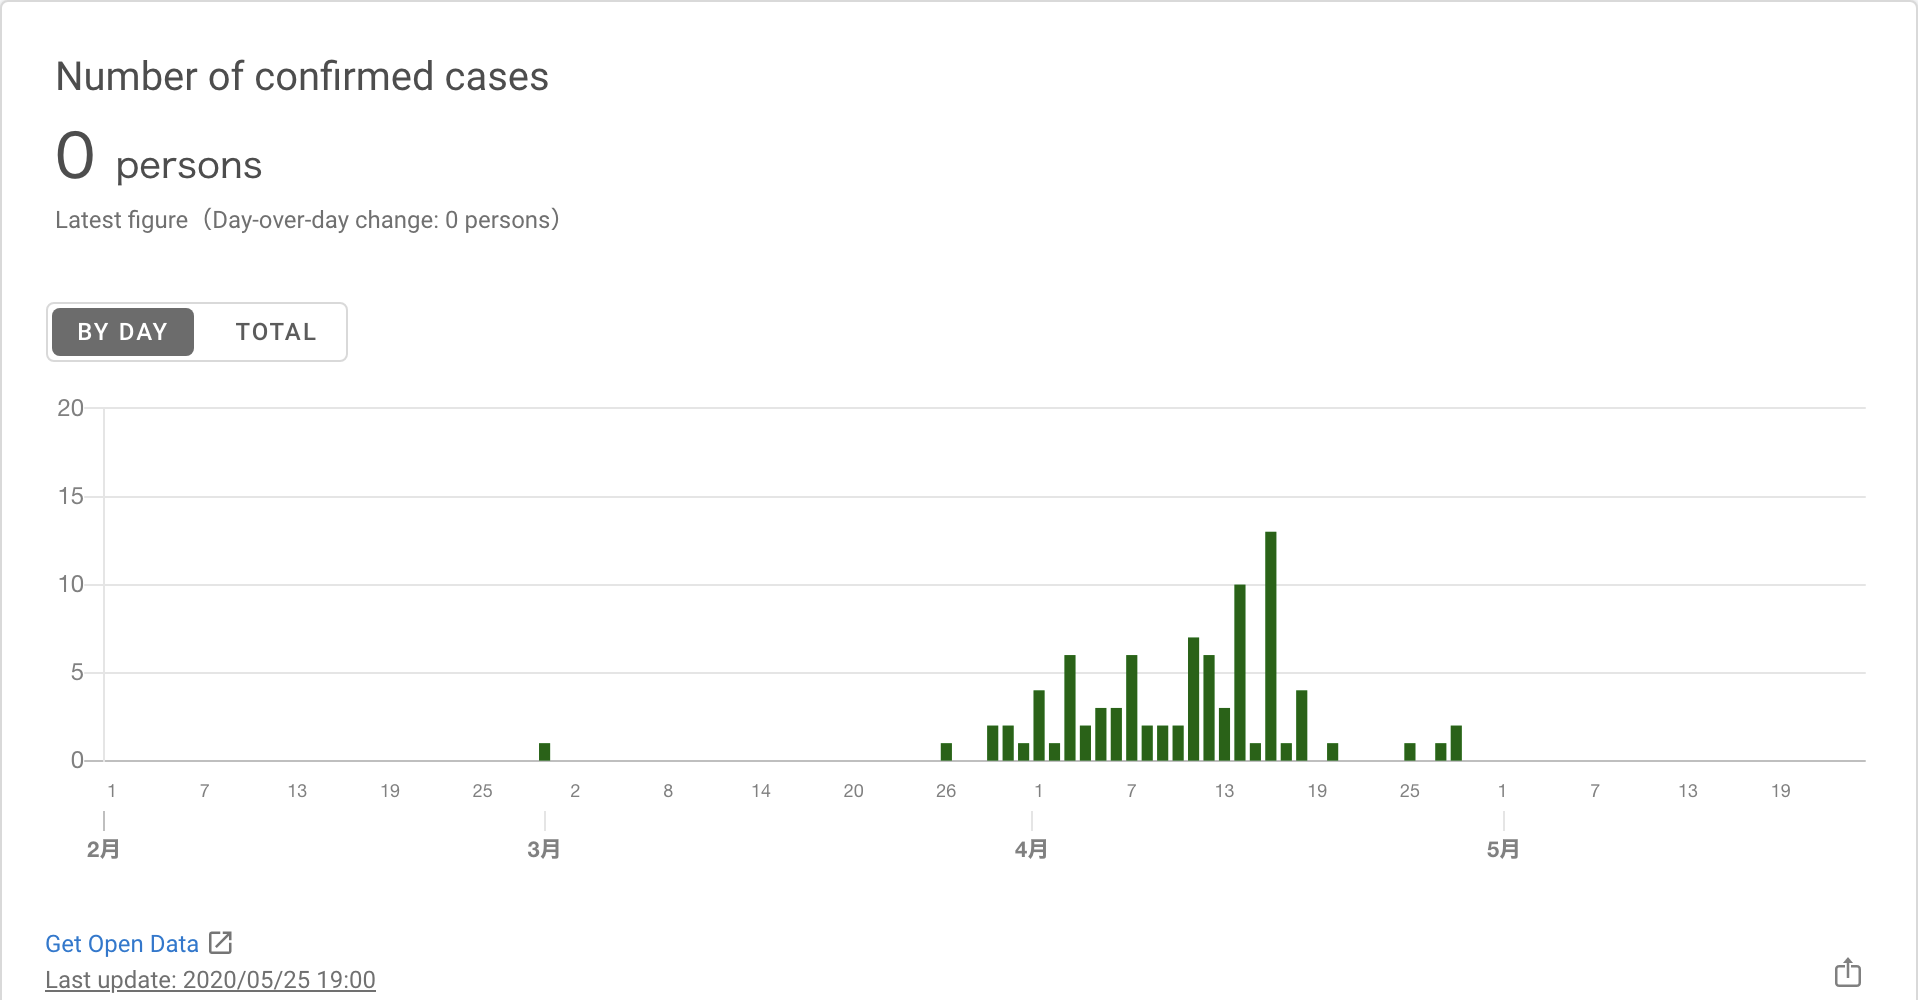 Number of confirmed cases
0 persons
Latest figure（Day-over-day change: 0 persons）
BY DAY TOTAL
20
15
10
5
0
1 7 13 19 25 2 8 14 20 26 1 7 13 19 25 1 7 13 19
2月 3月 4月 5月
Get Open Data
Last update: 2020/05/25 19:00